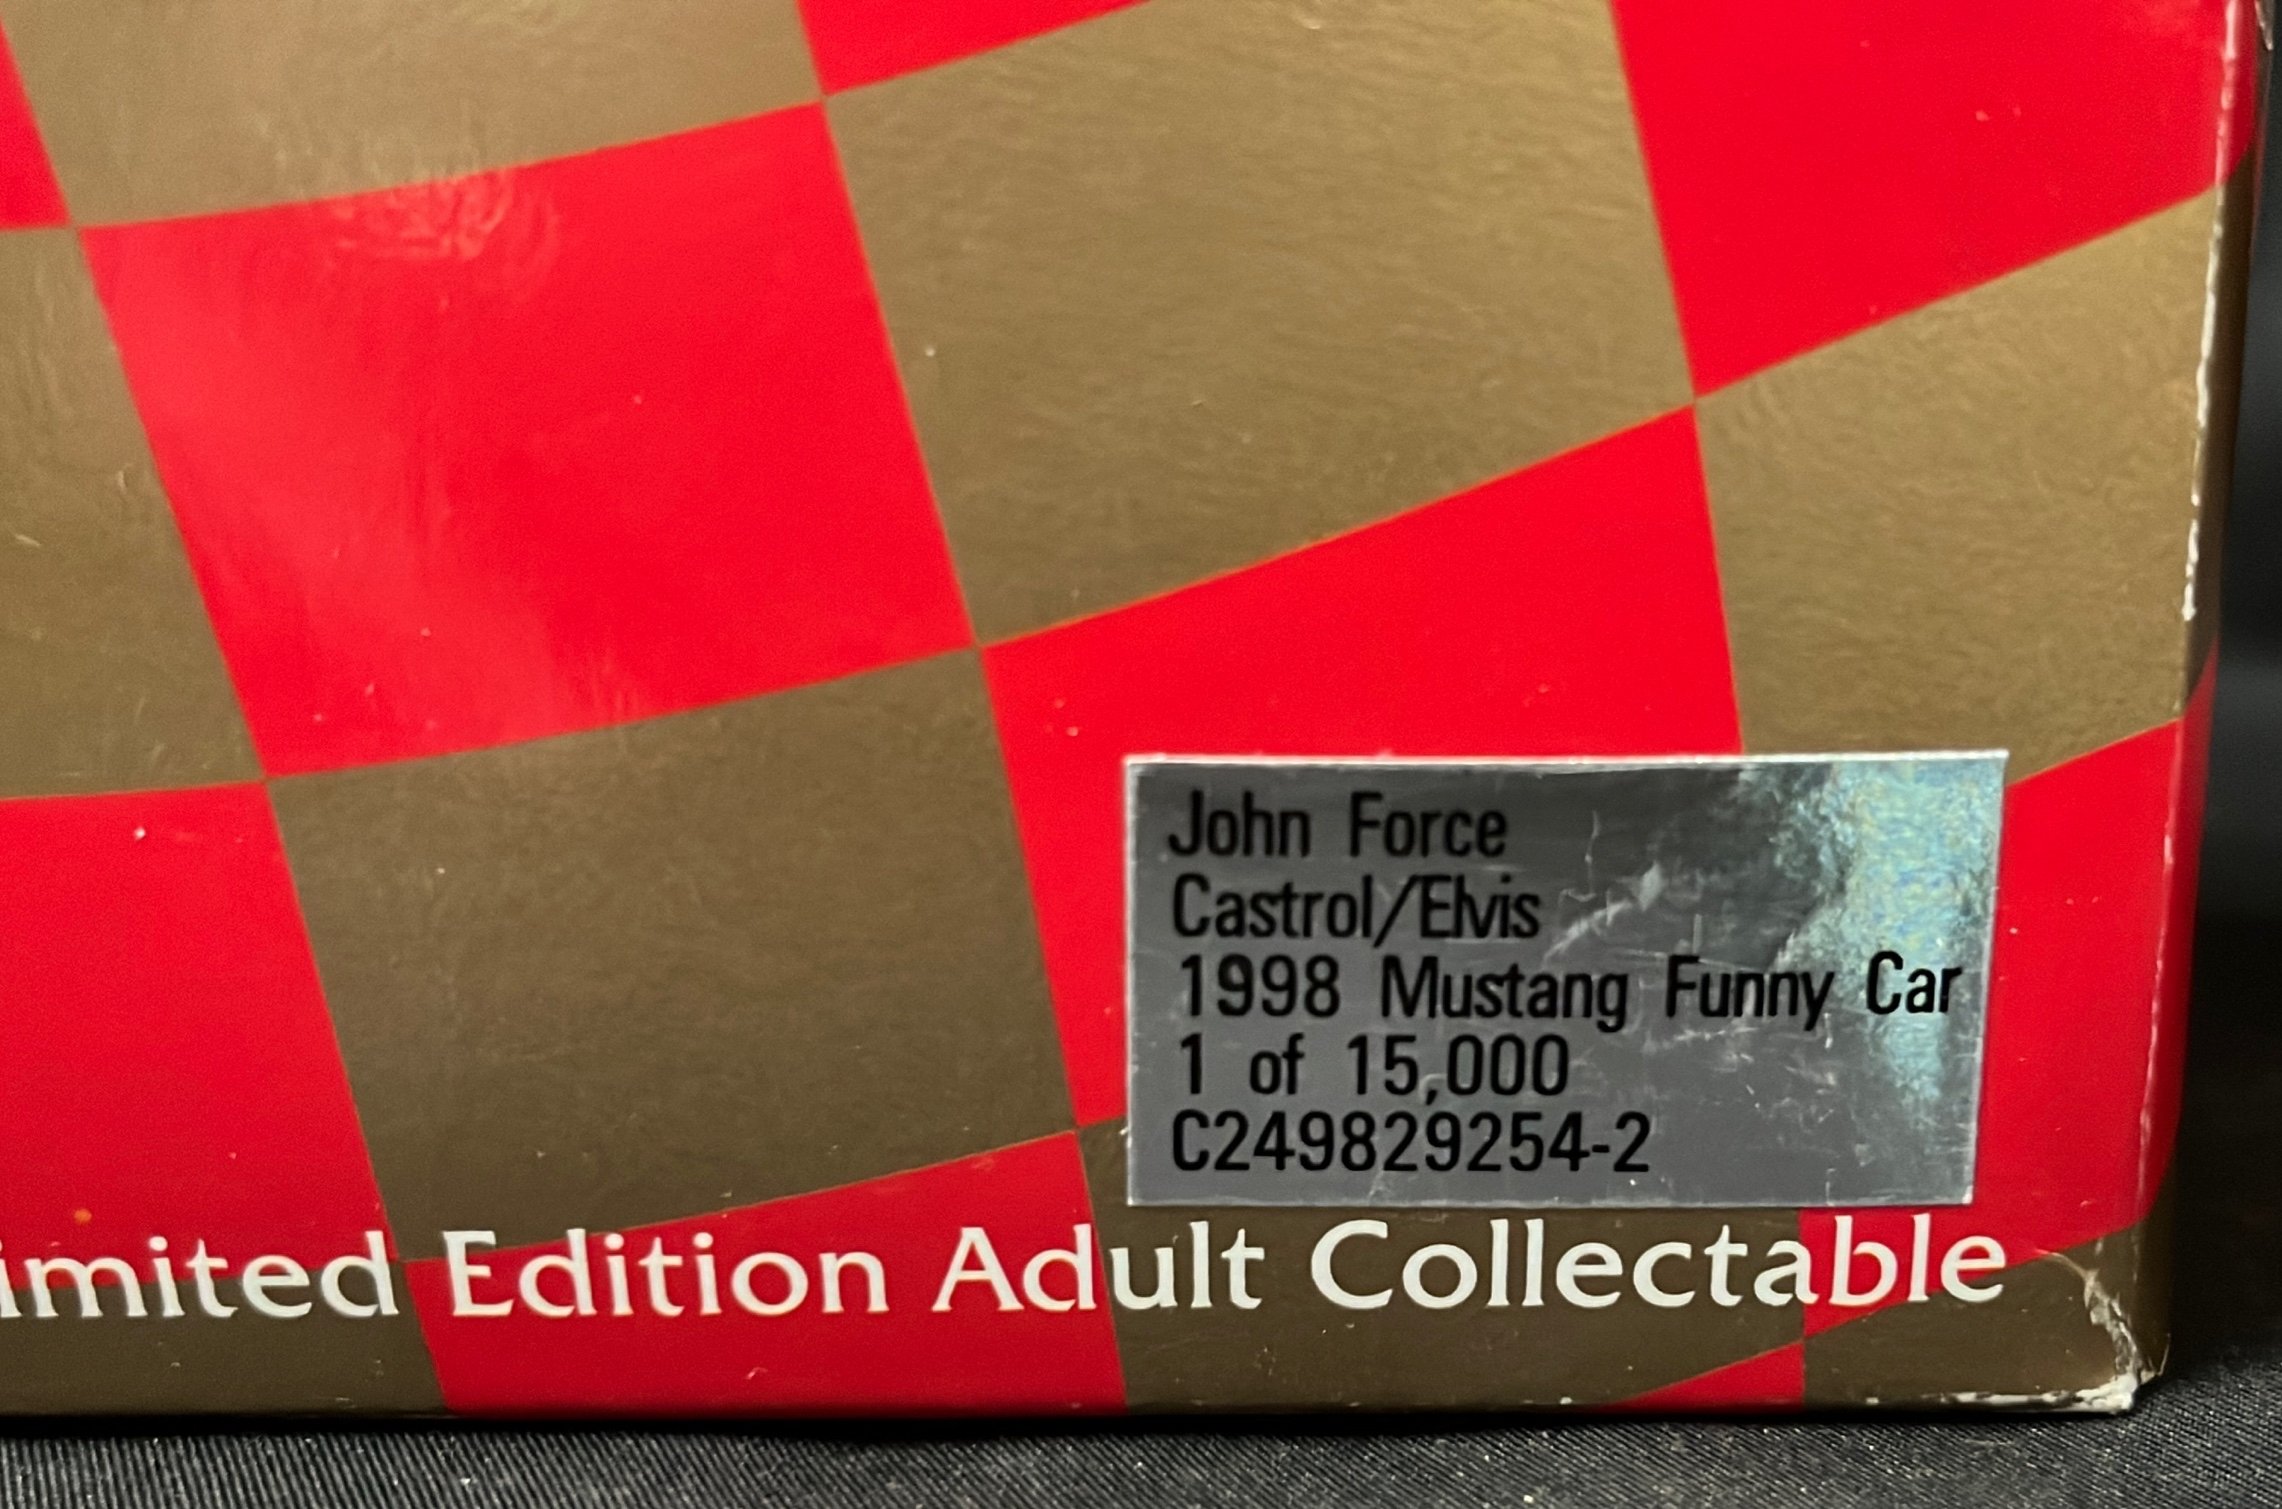 John Force
Castrol/Elvis
1998 Mustang Funny Car
1 of 15,000
C249829254-2
imited Edition Adult Collectable